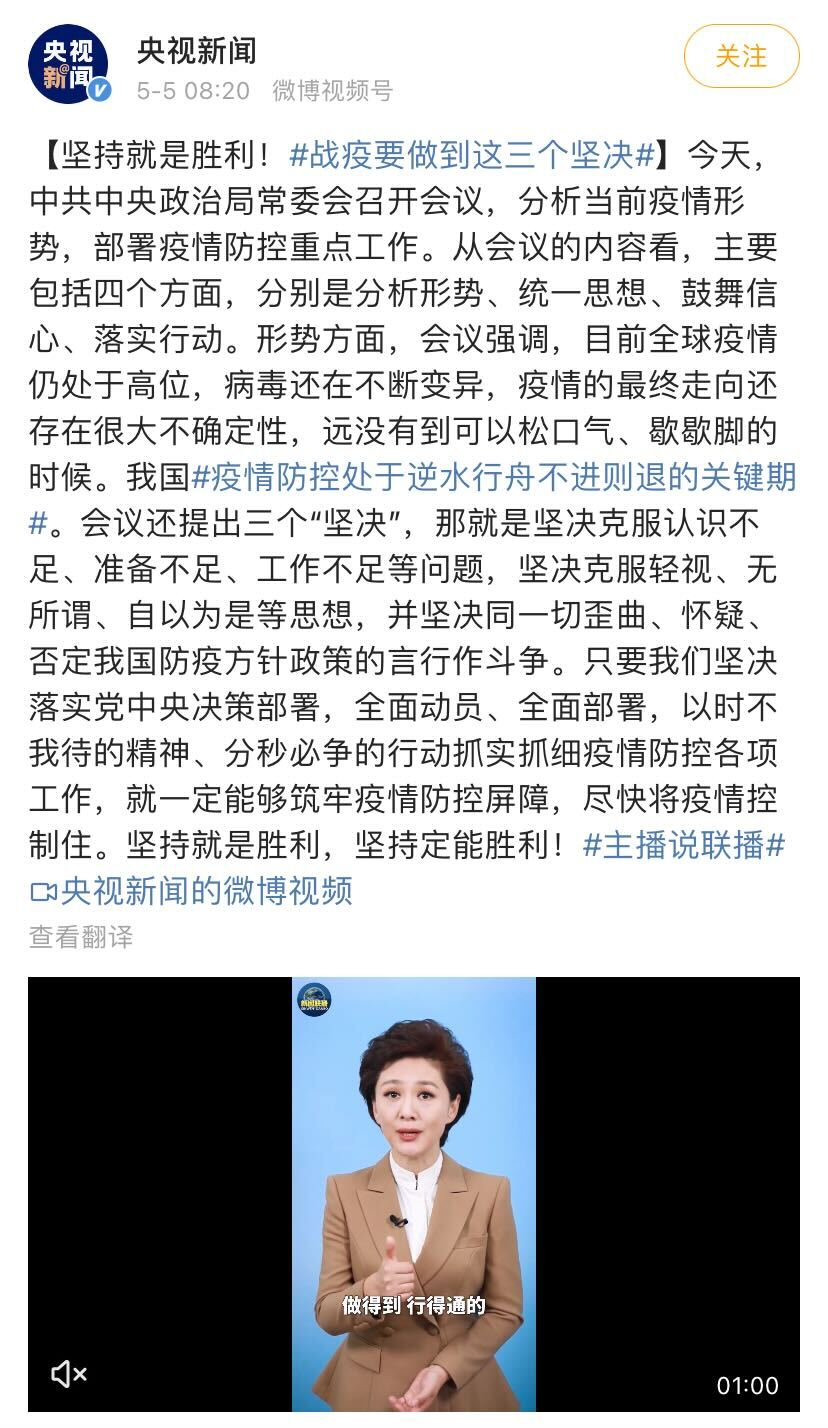 央视
新@闻
央视新闻
关注
5-5 08:20 微博视频号
【坚持就是胜利！#战疫要做到这三个坚决#】今天，
中共中央政治局常委会召开会议，分析当前疫情形
势，部署疫情防控重点工作。从会议的内容看，主要
包括四个方面，分别是分析形势、统一思想、鼓舞信
心、落实行动。形势方面，会议强调，目前全球疫情
仍处于高位，病毒还在不断变异，疫情的最终走向还
存在很大不确定性，远没有到可以松口气、歇歇脚的
时候。我国#疫情防控处于逆水行舟不进则退的关键期
#。会议还提出三个“坚决”，那就是坚决克服认识不
足、准备不足、工作不足等问题，坚决克服轻视、无
所谓、自以为是等思想，并坚决同一切歪曲、怀疑、
否定我国防疫方针政策的言行作斗争。只要我们坚决
落实党中央决策部署，全面动员、全面部署，以时不
我待的精神、分秒必争的行动抓实抓细疫情防控各项
工作，就一定能够筑牢疫情防控屏障，尽快将疫情控
制住。坚持就是胜利，坚持定能胜利！#主播说联播#
央视新闻的微博视频
查看翻译
新闻联播
做得到 行得通的
01:00